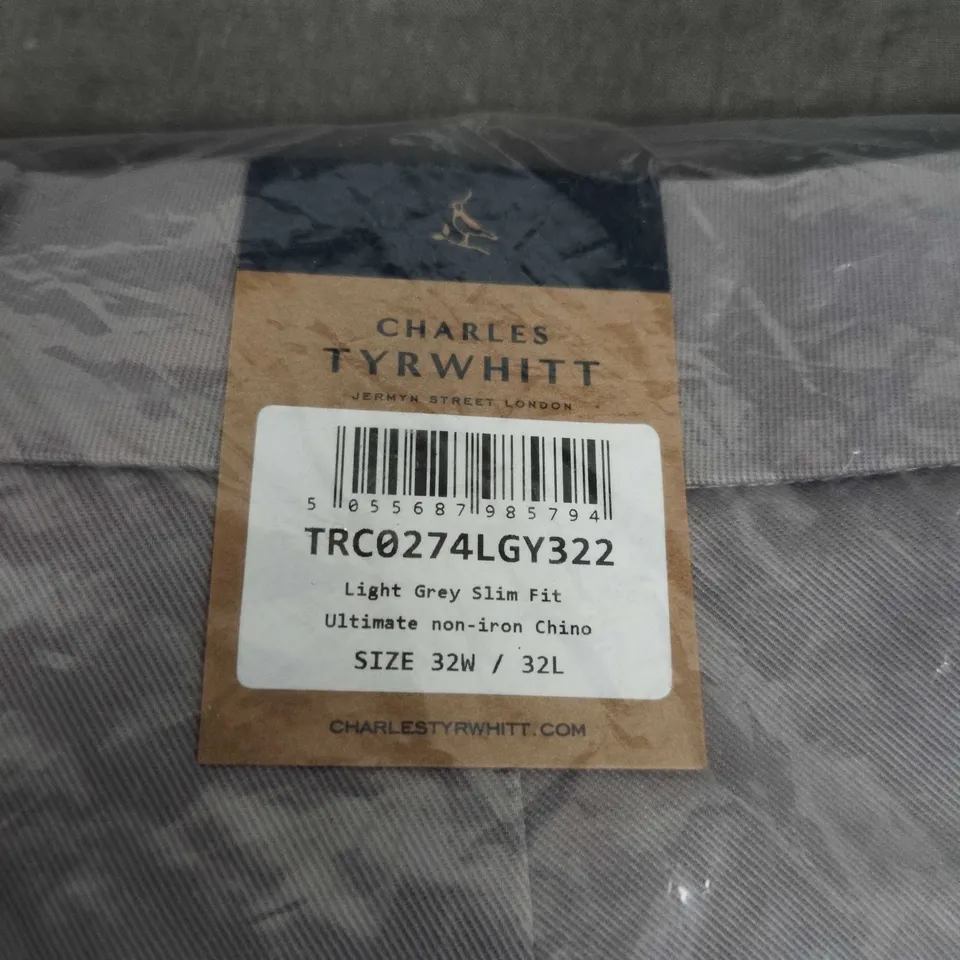 CHARLES
TYRWHITT
JERMYN STREET LONDON
5 055687 985794
TRC0274LGY322
Light Grey Slim Fit
Ultimate non-iron Chino
SIZE 32W / 32L
CHARLESTYRWHITT.COM